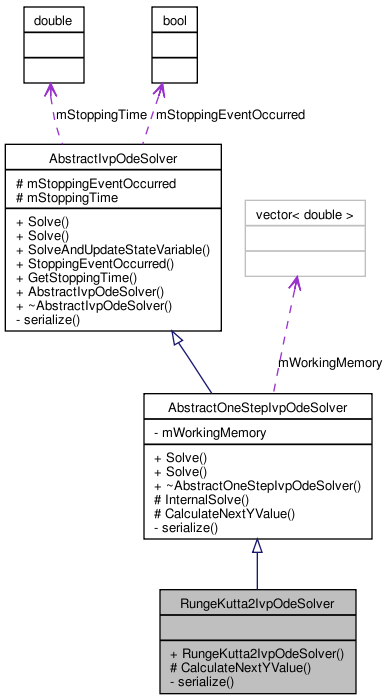 double
bool
mStoppingTime
mStoppingEventOccurred
AbstractIvpOdeSolver
# mStoppingEventOccurred
# mStoppingTime
+ Solve()
+ Solve()
+ SolveAndUpdateStateVariable()
+ StoppingEventOccurred()
+ GetStoppingTime()
+ AbstractIvpOdeSolver()
+ ~AbstractIvpOdeSolver()
- serialize()
vector< double >
mWorkingMemory
AbstractOneStepIvpOdeSolver
- mWorkingMemory
+ Solve()
+ Solve()
+ ~AbstractOneStepIvpOdeSolver()
# InternalSolve()
# CalculateNextYValue()
- serialize()
RungeKutta2IvpOdeSolver
+ RungeKutta2IvpOdeSolver()
# CalculateNextYValue()
- serialize()